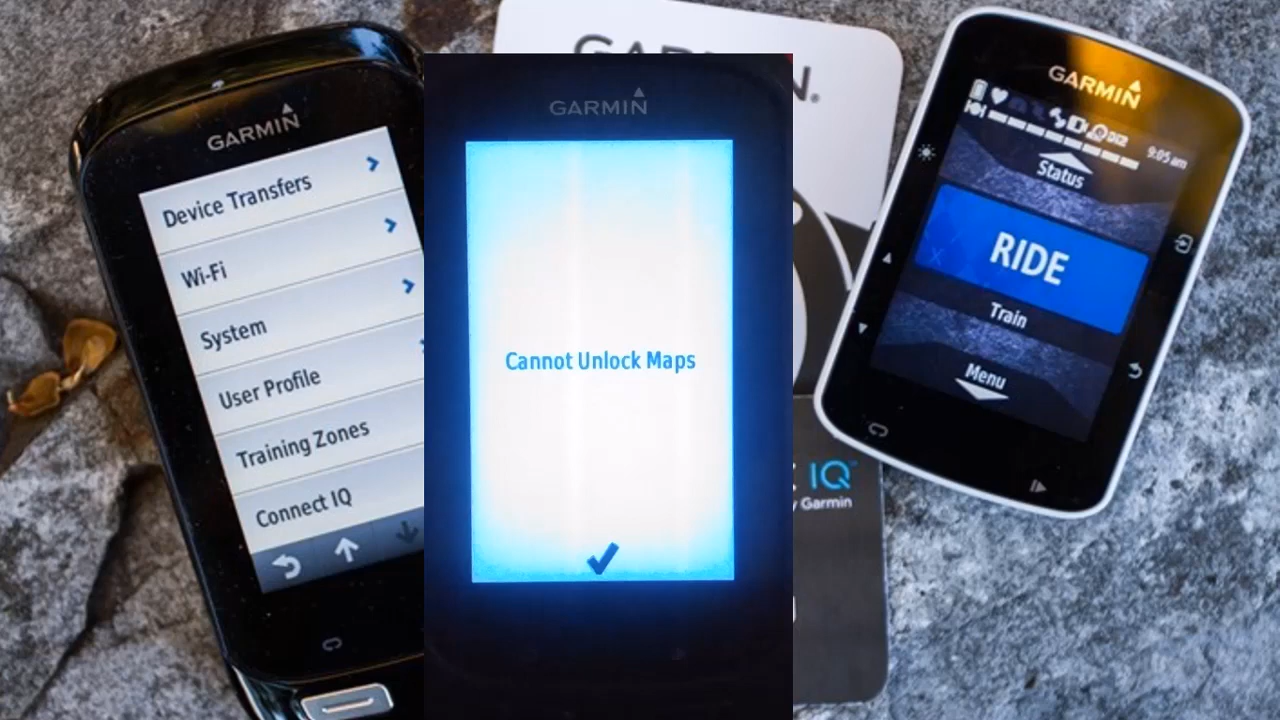 GARMIN
Device Transfers
Wi-Fi
System
User Profile
Training Zones
Connect IQ
GARMIN
Cannot Unlock Maps
GARMIN
9:05 am
Status
RIDE
Train
Menu
IQ
Garmin